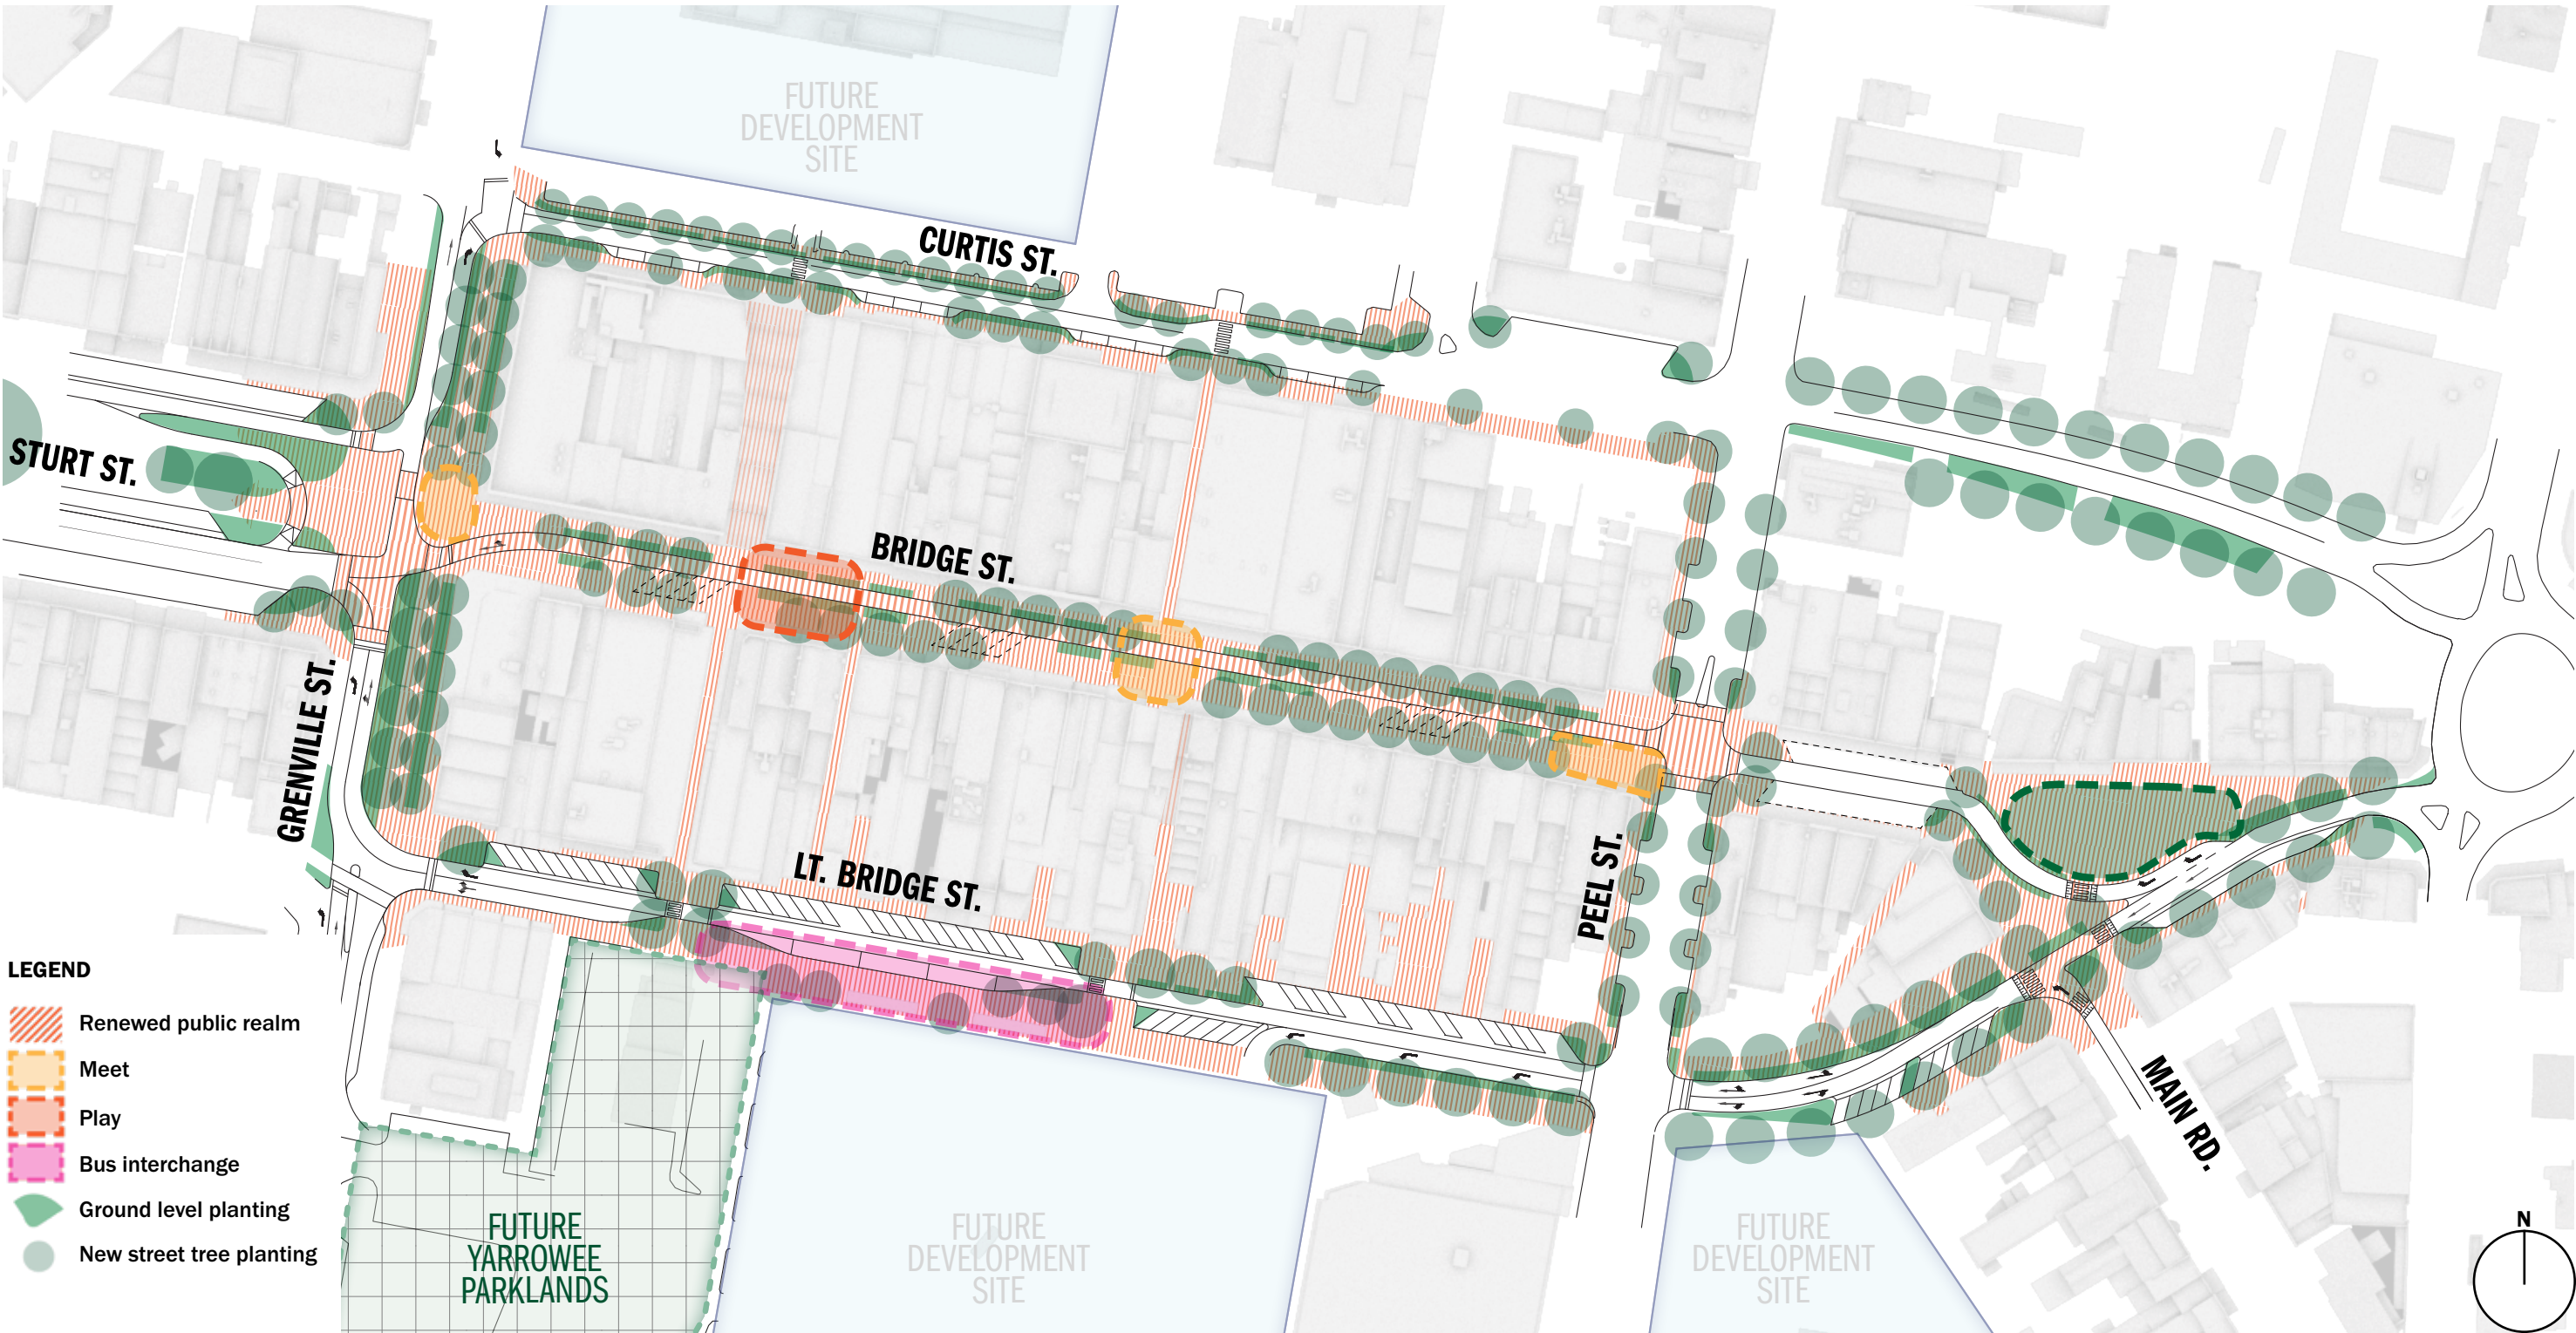 FUTURE
DEVELOPMENT
SITE
CURTIS ST.
STURT ST.
BRIDGE ST.
GRENVILLE ST.
LT. BRIDGE ST.
PEEL ST.
MAIN RD.
LEGEND
Renewed public realm
Meet
Play
Bus interchange
Ground level planting
New street tree planting
FUTURE
YARROWEE
PARKLANDS
FUTURE
DEVELOPMENT
SITE
FUTURE
DEVELOPMENT
SITE
N